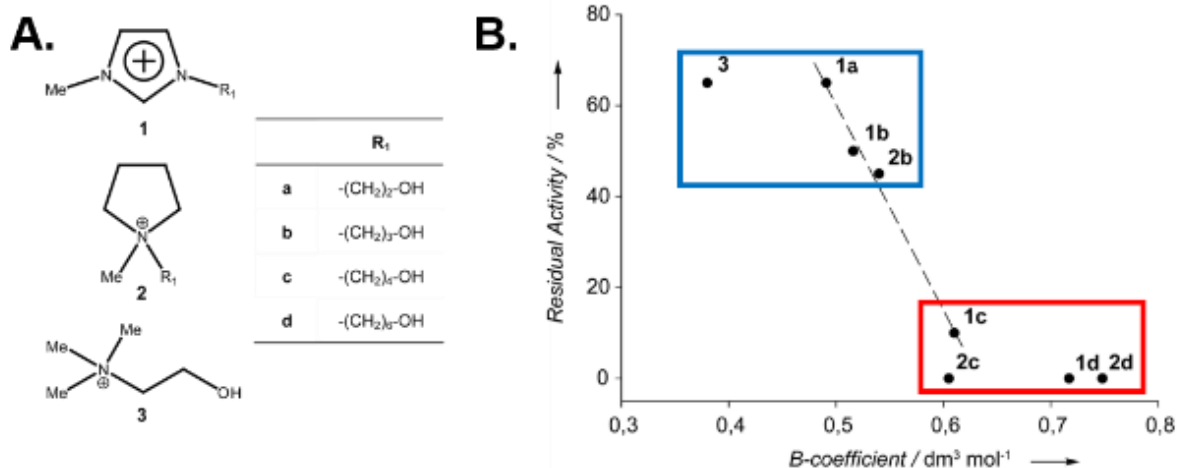 A.
Me
N
N
R₁
1
N
⊕
Me
R₁
2
Me
Me
N
⊕
Me
OH
3
R₁
a -(CH₂)₂-OH
b -(CH₂)₃-OH
c -(CH₂)₄-OH
d -(CH₂)₆-OH
B.
Residual Activity / %
80
60
40
20
0
3
1a
1b
2b
1c
2c
1d
2d
0,3 0,4 0,5 0,6 0,7 0,8
B-coefficient / dm³ mol⁻¹